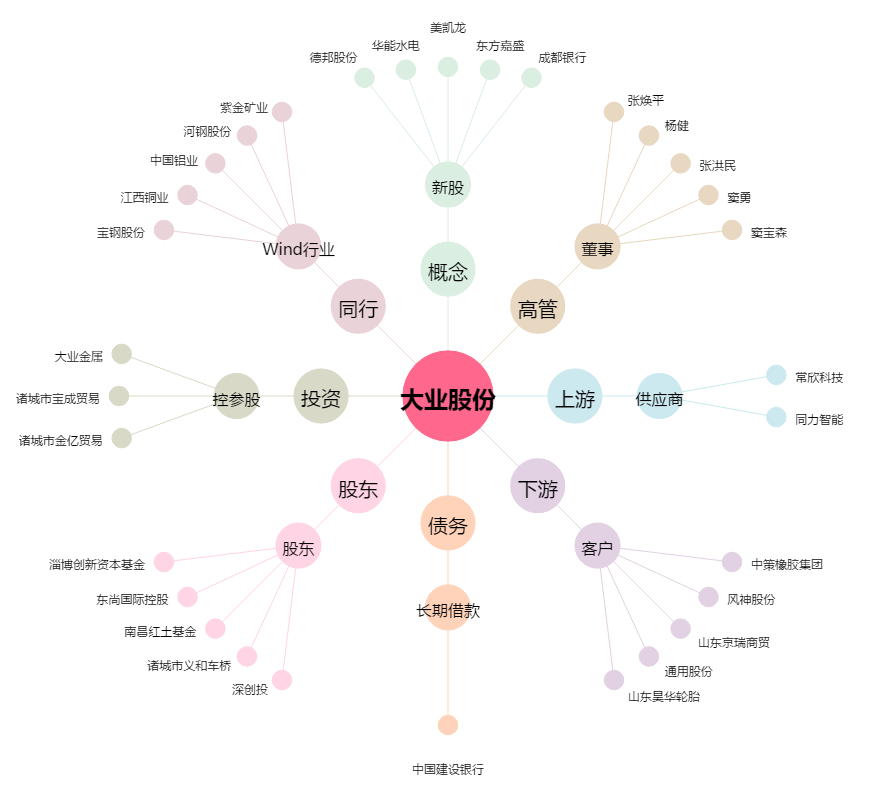 美凯龙
华能水电
东方嘉盛
德邦股份
成都银行
紫金矿业
张焕平
河钢股份
杨健
中国铝业
张洪民
新股
江西铜业
窦勇
宝钢股份
窦宝森
Wind行业
董事
概念
同行
高管
大业金属
常欣科技
诸城市宝成贸易
控参股
投资
大业股份
上游
供应商
同力智能
诸城市金亿贸易
股东
下游
债务
股东
客户
淄博创新资本基金
中策橡胶集团
东尚国际控股
风神股份
长期借款
南昌红土基金
山东京瑞商贸
诸城市义和车桥
通用股份
深创投
山东昊华轮胎
中国建设银行